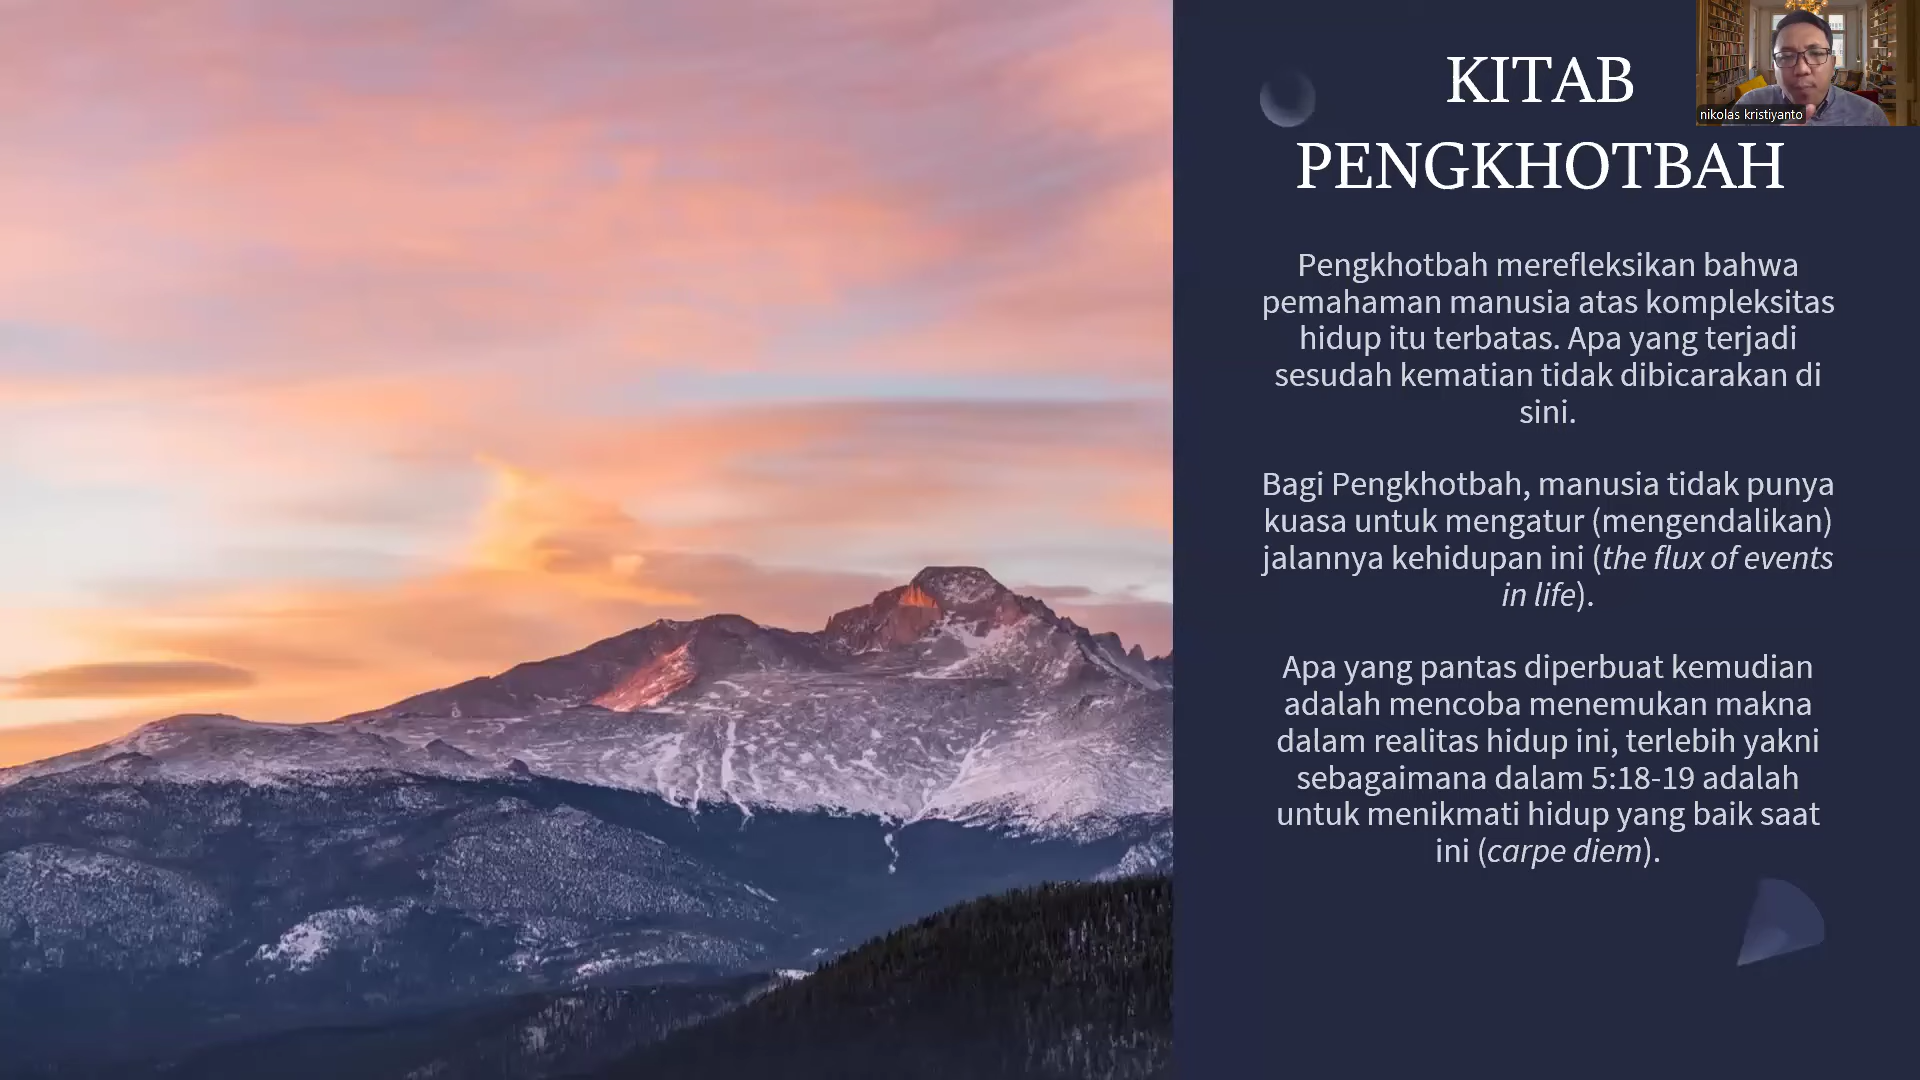 KITAB
PENGKHOTBAH
nikolas kristiyanto
Pengkhotbah merefleksikan bahwa
pemahaman manusia atas kompleksitas
hidup itu terbatas. Apa yang terjadi
sesudah kematian tidak dibicarakan di
sini.
Bagi Pengkhotbah, manusia tidak punya
kuasa untuk mengatur (mengendalikan)
jalannya kehidupan ini (the flux of events
in life).
Apa yang pantas diperbuat kemudian
adalah mencoba menemukan makna
dalam realitas hidup ini, terlebih yakni
sebagaimana dalam 5:18-19 adalah
untuk menikmati hidup yang baik saat
ini (carpe diem).